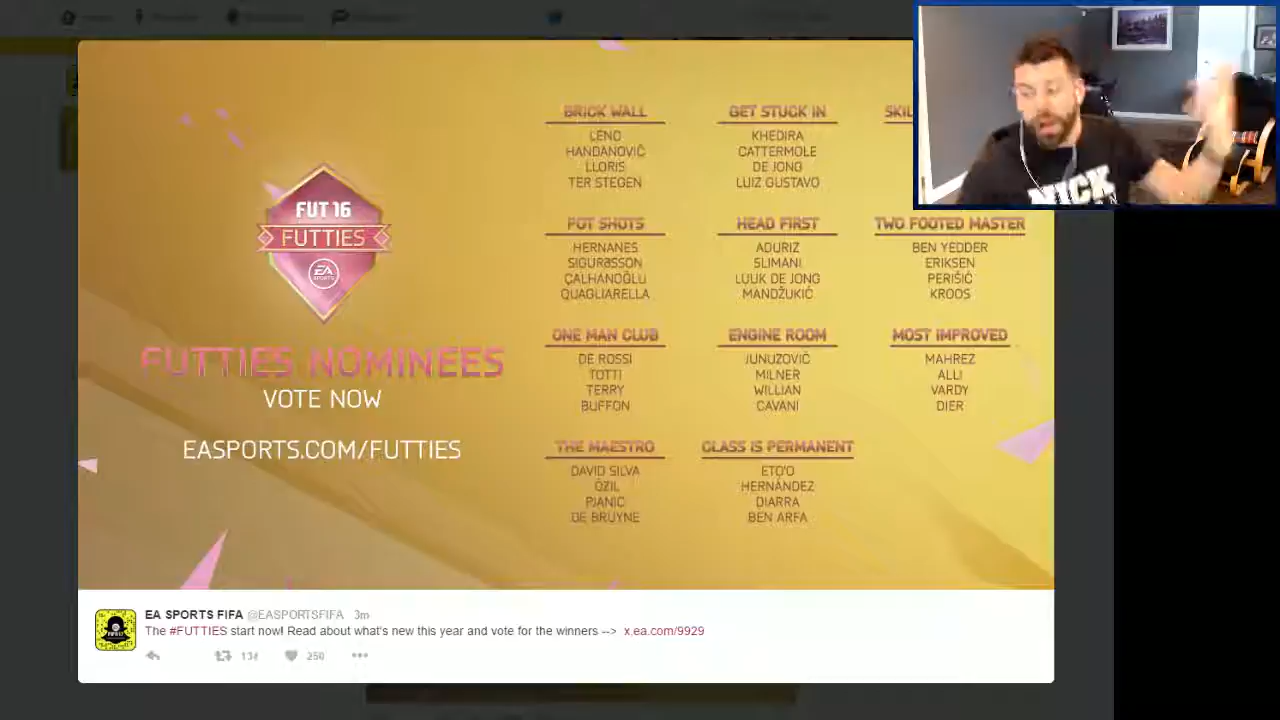 BRICK WALL
LENO
HANDANOVIČ
LLORIS
TER STEGEN
GET STUCK IN
KHEDIRA
CATTERMOLE
DE JONG
LUIZ GUSTAVO
SKIL
NICK
FUT 16
FUTTIES
EA
SPORTS
POT SHOTS
HERNANES
SIGURÐSSON
ÇALHANOĞLU
QUAGLIARELLA
HEAD FIRST
ADURIZ
SLIMANI
LUUK DE JONG
MANDŽUKIĆ
TWO FOOTED MASTER
BEN YEDDER
ERIKSEN
PERIŠIĆ
KROOS
FUTTIES NOMINEES
VOTE NOW
EASPORTS.COM/FUTTIES
ONE MAN CLUB
DE ROSSI
TOTTI
TERRY
BUFFON
ENGINE ROOM
JUNUZOVIĆ
MILNER
WILLIAN
CAVANI
MOST IMPROVED
MAHREZ
ALLI
VARDY
DIER
THE MAESTRO
DAVID SILVA
ÖZIL
PJANIĆ
DE BRUYNE
CLASS IS PERMANENT
ETO'O
HERNÁNDEZ
DIARRA
BEN ARFA
EA SPORTS FIFA @EASPORTSFIFA 3m
The #FUTTIES start now! Read about what's new this year and vote for the winners --> x.ea.com/9929
250